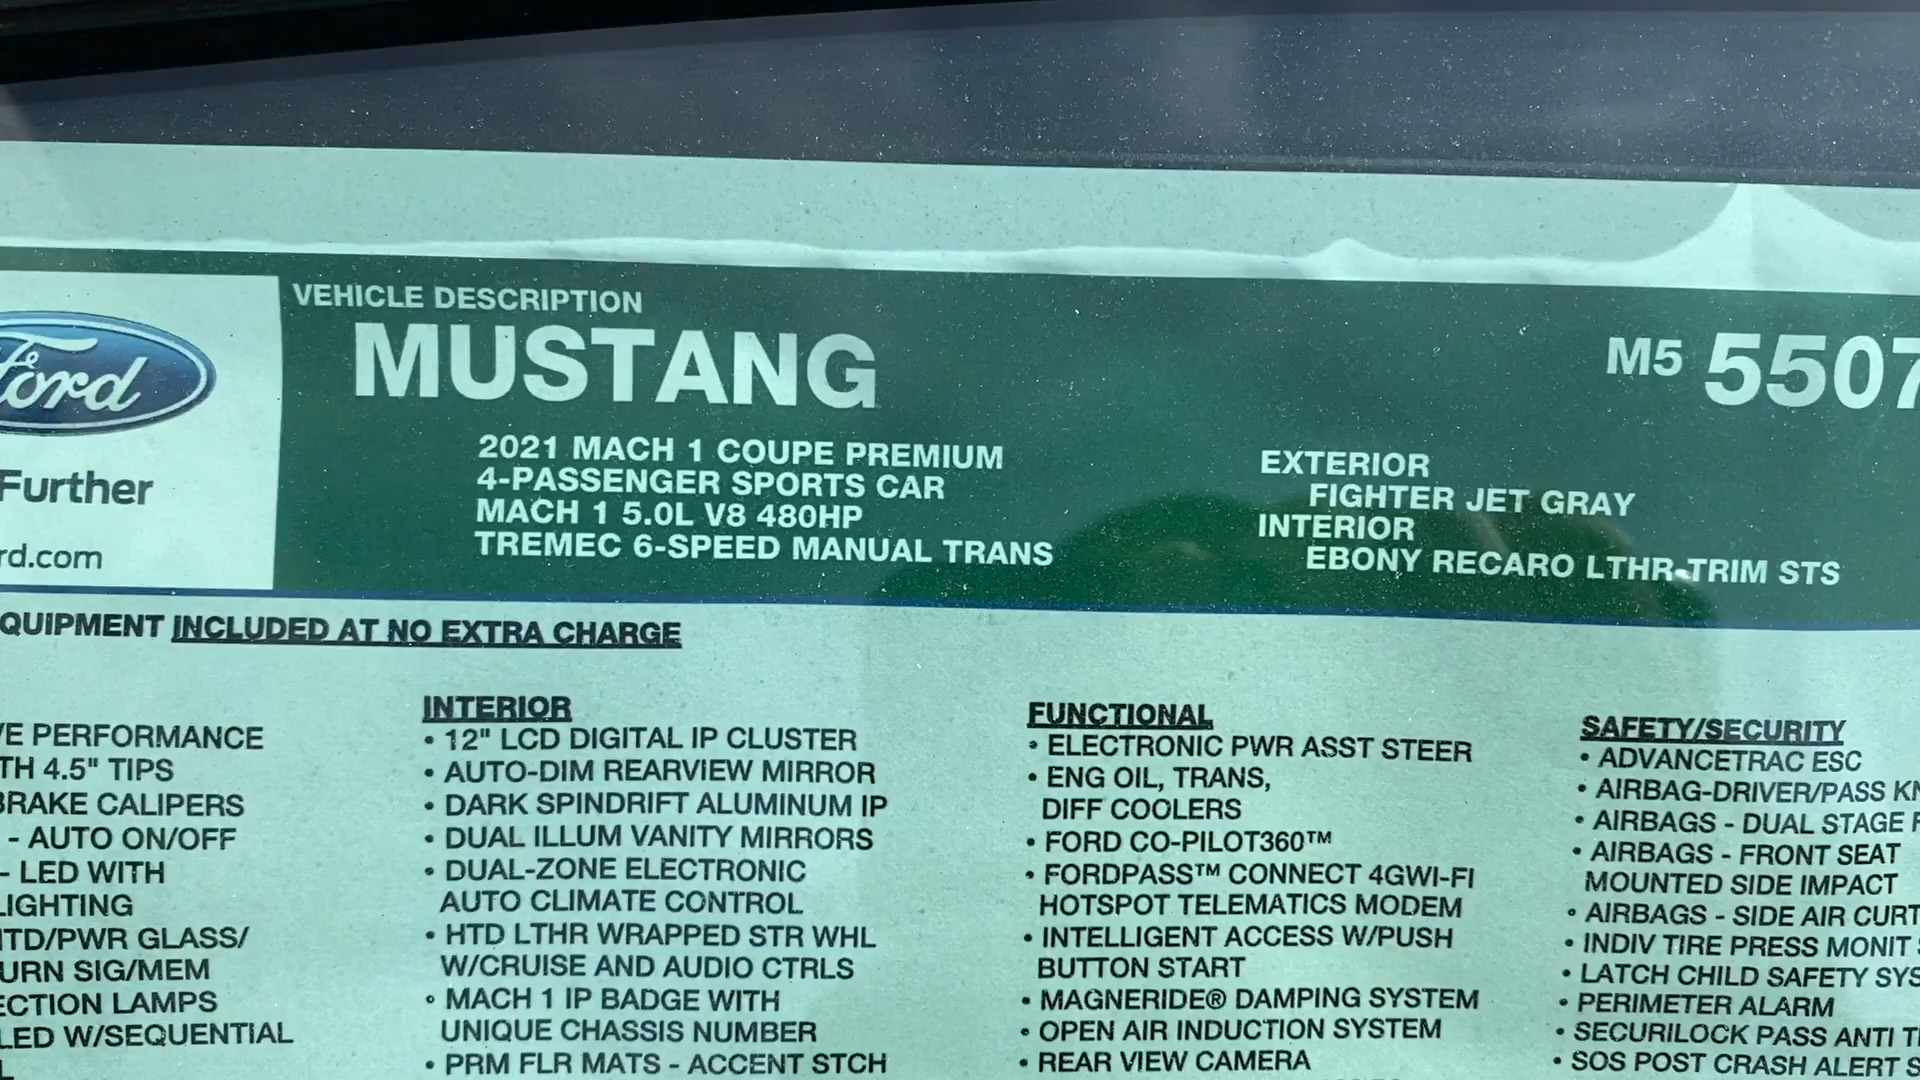 VEHICLE DESCRIPTION
MUSTANG
M5 5507
Ford
Further
rd.com
2021 MACH 1 COUPE PREMIUM
4-PASSENGER SPORTS CAR
MACH 1 5.0L V8 480HP
TREMEC 6-SPEED MANUAL TRANS
EXTERIOR
FIGHTER JET GRAY
INTERIOR
EBONY RECARO LTHR-TRIM STS
QUIPMENT INCLUDED AT NO EXTRA CHARGE
VE PERFORMANCE
TH 4.5" TIPS
BRAKE CALIPERS
- AUTO ON/OFF
- LED WITH
LIGHTING
HTD/PWR GLASS/
URN SIG/MEM
ECTION LAMPS
LED W/SEQUENTIAL
INTERIOR
• 12" LCD DIGITAL IP CLUSTER
• AUTO-DIM REARVIEW MIRROR
• DARK SPINDRIFT ALUMINUM IP
• DUAL ILLUM VANITY MIRRORS
• DUAL-ZONE ELECTRONIC
AUTO CLIMATE CONTROL
• HTD LTHR WRAPPED STR WHL
W/CRUISE AND AUDIO CTRLS
• MACH 1 IP BADGE WITH
UNIQUE CHASSIS NUMBER
• PRM FLR MATS - ACCENT STCH
FUNCTIONAL
• ELECTRONIC PWR ASST STEER
• ENG OIL, TRANS,
DIFF COOLERS
• FORD CO-PILOT360™
• FORDPASS™ CONNECT 4GWI-FI
HOTSPOT TELEMATICS MODEM
• INTELLIGENT ACCESS W/PUSH
BUTTON START
• MAGNERIDE® DAMPING SYSTEM
• OPEN AIR INDUCTION SYSTEM
• REAR VIEW CAMERA
SAFETY/SECURITY
• ADVANCETRAC ESC
• AIRBAG-DRIVER/PASS KN
• AIRBAGS - DUAL STAGE F
• AIRBAGS - FRONT SEAT
MOUNTED SIDE IMPACT
• AIRBAGS - SIDE AIR CURT
• INDIV TIRE PRESS MONIT S
• LATCH CHILD SAFETY SYS
• PERIMETER ALARM
• SECURILOCK PASS ANTI T
• SOS POST CRASH ALERT S